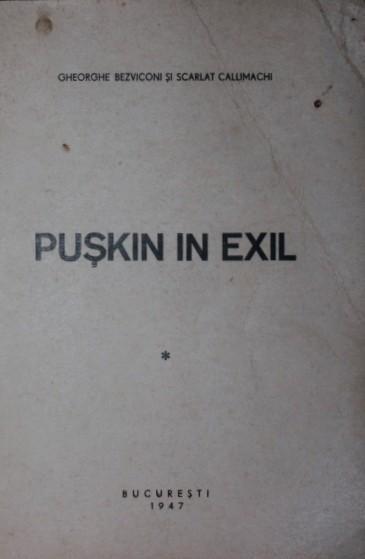 GHEORGHE BEZVICONI ȘI SCARLAT CALLIMACHI
PUȘKIN IN EXIL
*
BUCUREȘTI
1947